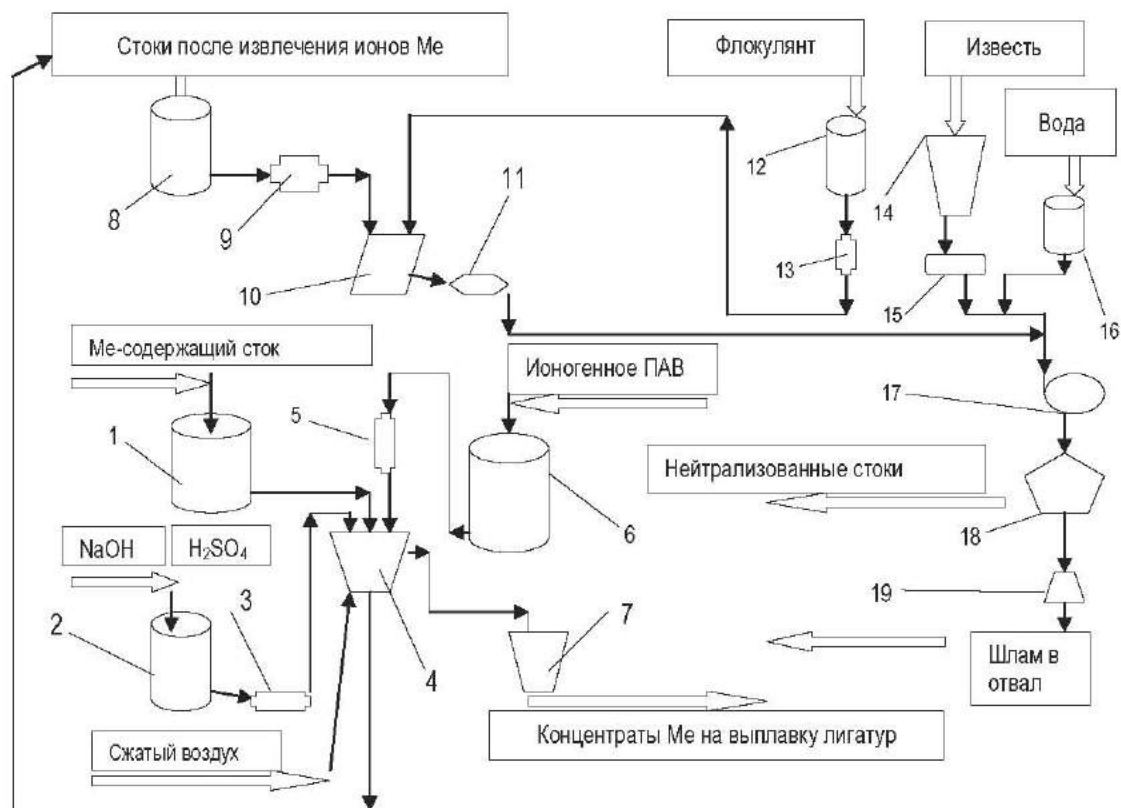 Стоки после извлечения ионов Ме
Флокулянт
Известь
Вода
8
9
10
11
12
13
14
15
16
Ме-содержащий сток
Ионогенное ПАВ
1
5
6
17
Нейтрализованные стоки
18
NaOH
H₂SO₄
2
3
4
7
19
Шлам в
отвал
Сжатый воздух
Концентраты Ме на выплавку лигатур